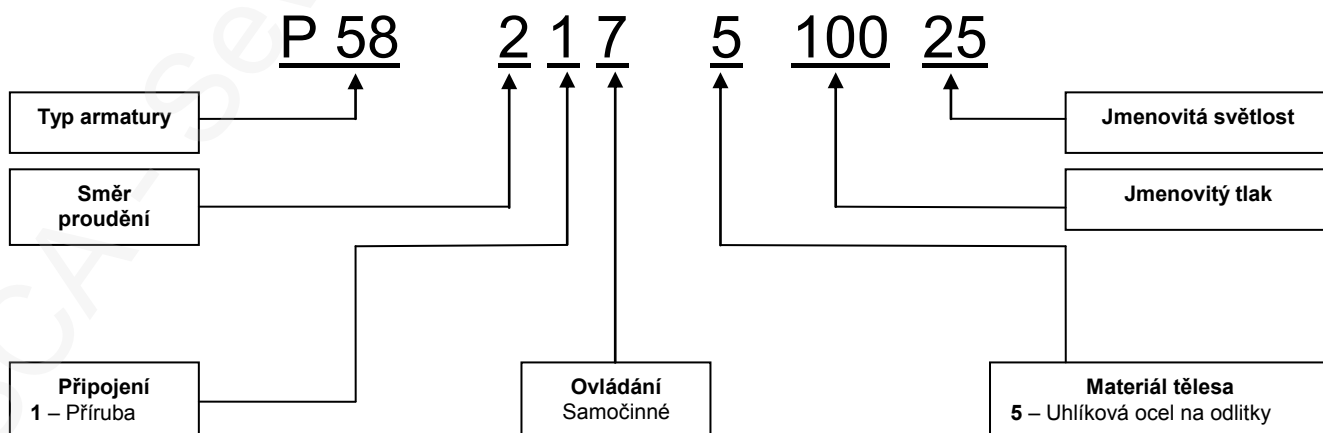 P 58 2 1 7 5 100 25
Typ armatury
Jmenovitá světlost
Směr
proudění
Jmenovitý tlak
Připojení
1 – Příruba
Ovládání
Samočinné
Materiál tělesa
5 – Uhlíková ocel na odlitky